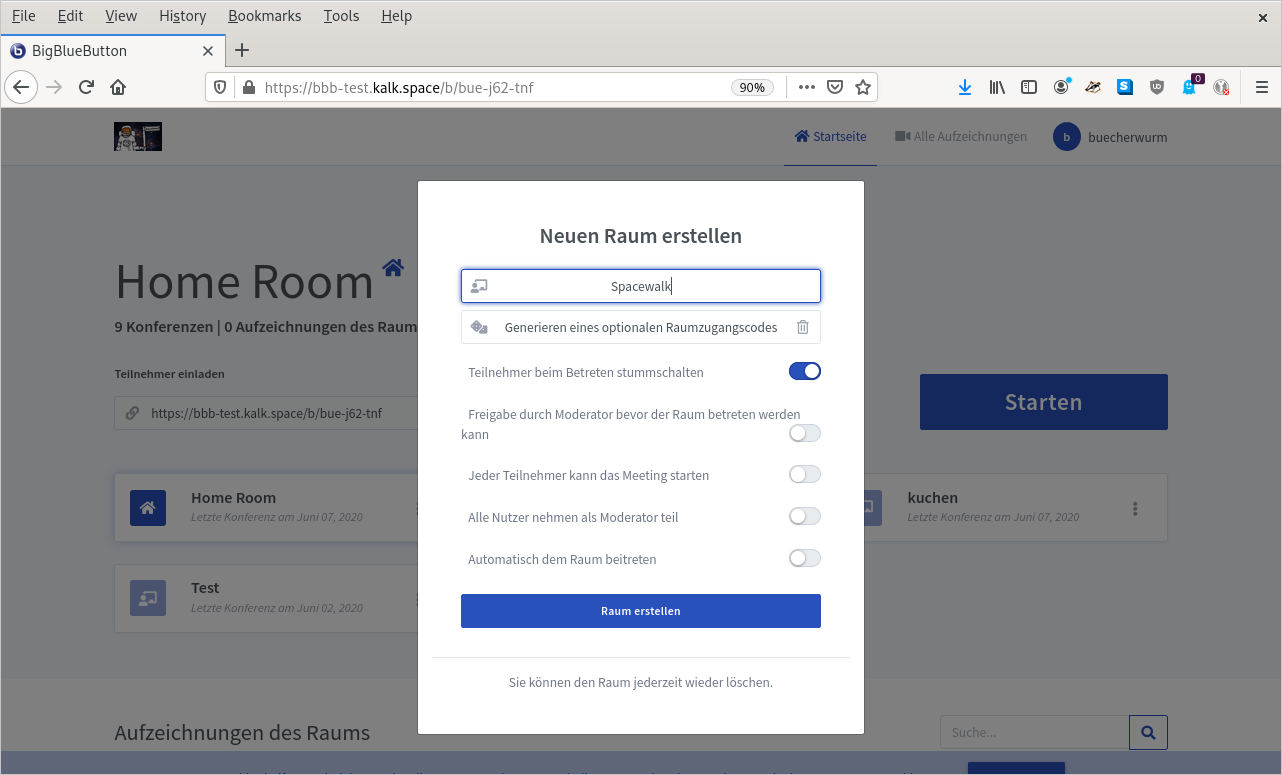 File Edit View History Bookmarks Tools Help
BigBlueButton
https://bbb-test.kalk.space/b/bue-j62-tnf 90% 0
Startseite Alle Aufzeichnungen b buecherwurm
Home Room
9 Konferenzen | 0 Aufzeichnungen des Raum
Teilnehmer einladen
https://bbb-test.kalk.space/b/bue-j62-tnf
Starten
Home Room
Letzte Konferenz am Juni 07, 2020
kuchen
Letzte Konferenz am Juni 07, 2020
Test
Letzte Konferenz am Juni 02, 2020
Aufzeichnungen des Raums
Suche...
Neuen Raum erstellen
Spacewalk
Generieren eines optionalen Raumzugangscodes
Teilnehmer beim Betreten stummschalten
Freigabe durch Moderator bevor der Raum betreten werden
kann
Jeder Teilnehmer kann das Meeting starten
Alle Nutzer nehmen als Moderator teil
Automatisch dem Raum beitreten
Raum erstellen
Sie können den Raum jederzeit wieder löschen.